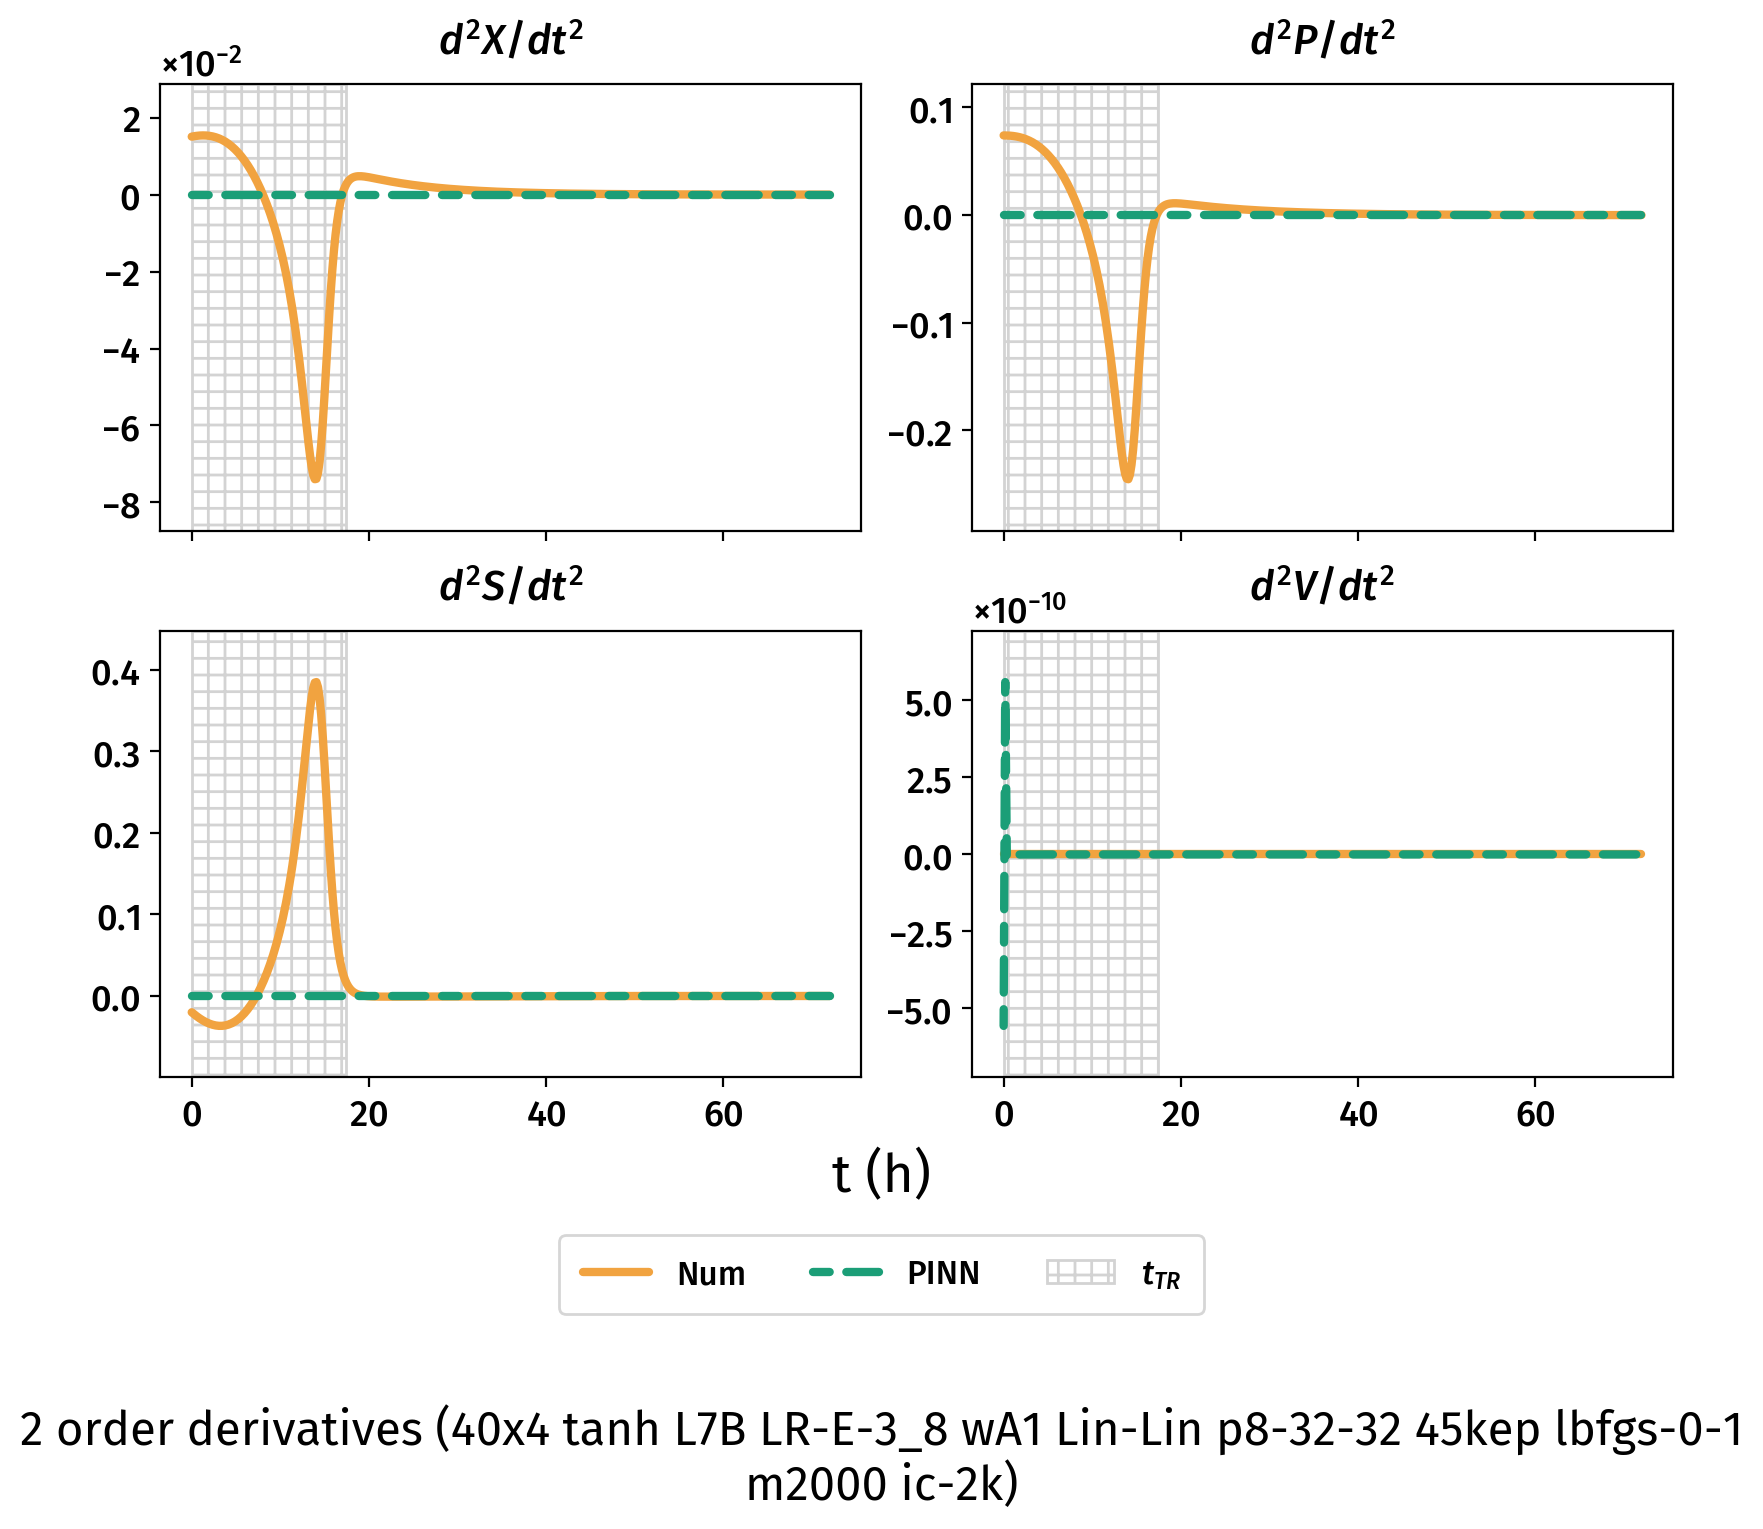 d²X/dt²
×10⁻²
2
0
−2
−4
−6
−8
d²P/dt²
0.1
0.0
−0.1
−0.2
d²S/dt²
0.4
0.3
0.2
0.1
0.0
0 20 40 60
d²V/dt²
×10⁻¹⁰
5.0
2.5
0.0
−2.5
−5.0
0 20 40 60
t (h)
Num PINN t_TR
2 order derivatives (40x4 tanh L7B LR-E-3_8 wA1 Lin-Lin p8-32-32 45kep lbfgs-0-1
m2000 ic-2k)